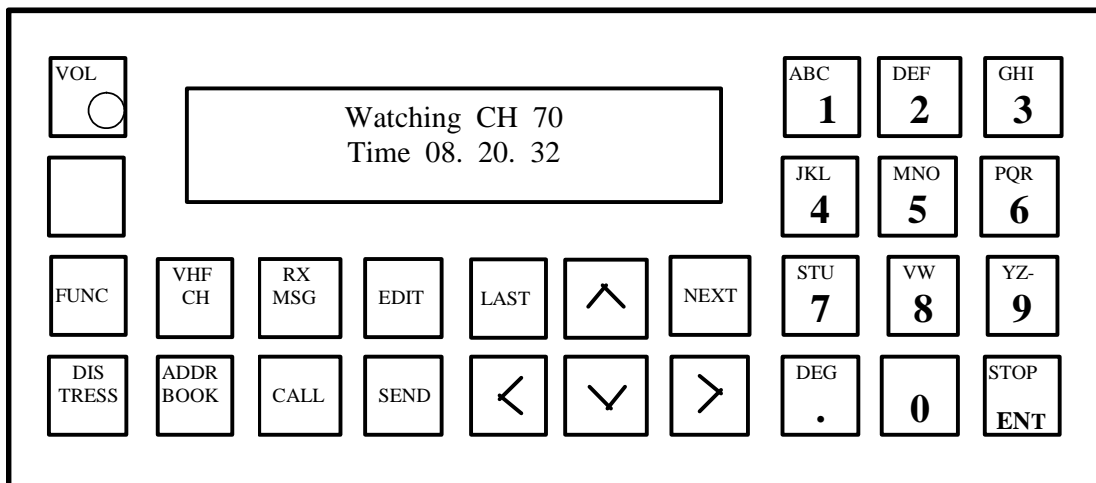 VOL
Watching CH 70
Time 08. 20. 32
ABC
1
DEF
2
GHI
3
JKL
4
MNO
5
PQR
6
FUNC
VHF
CH
RX
MSG
EDIT
LAST
NEXT
STU
7
VW
8
YZ-
9
DIS
TRESS
ADDR
BOOK
CALL
SEND
DEG
.
0
STOP
ENT